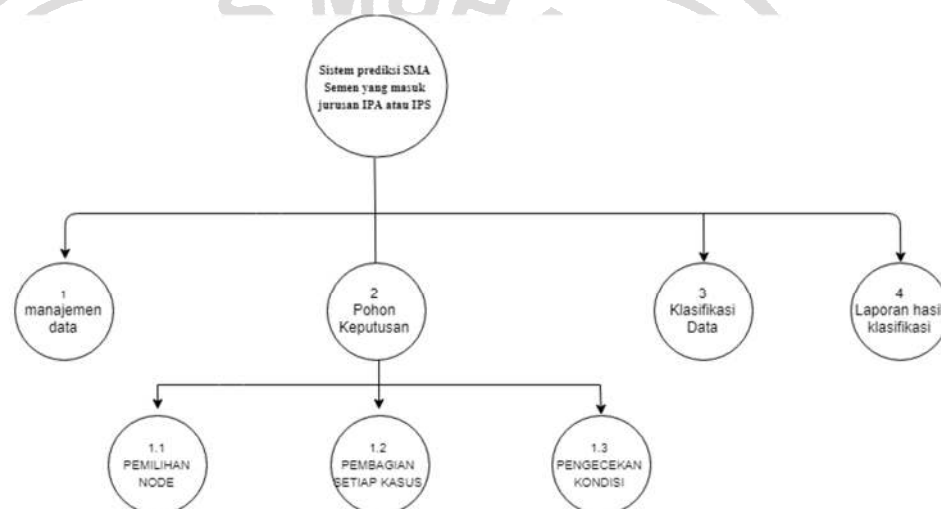 Sistem prediksi SMA
Semen yang masuk
jurusan IPA atau IPS
1
manajemen
data
2
Pohon
Keputusan
3
Klasifikasi
Data
4
Laporan hasil
klasifikasi
1.1
PEMILIHAN
NODE
1.2
PEMBAGIAN
SETIAP KASUS
1.3
PENGECEKAN
KONDISI